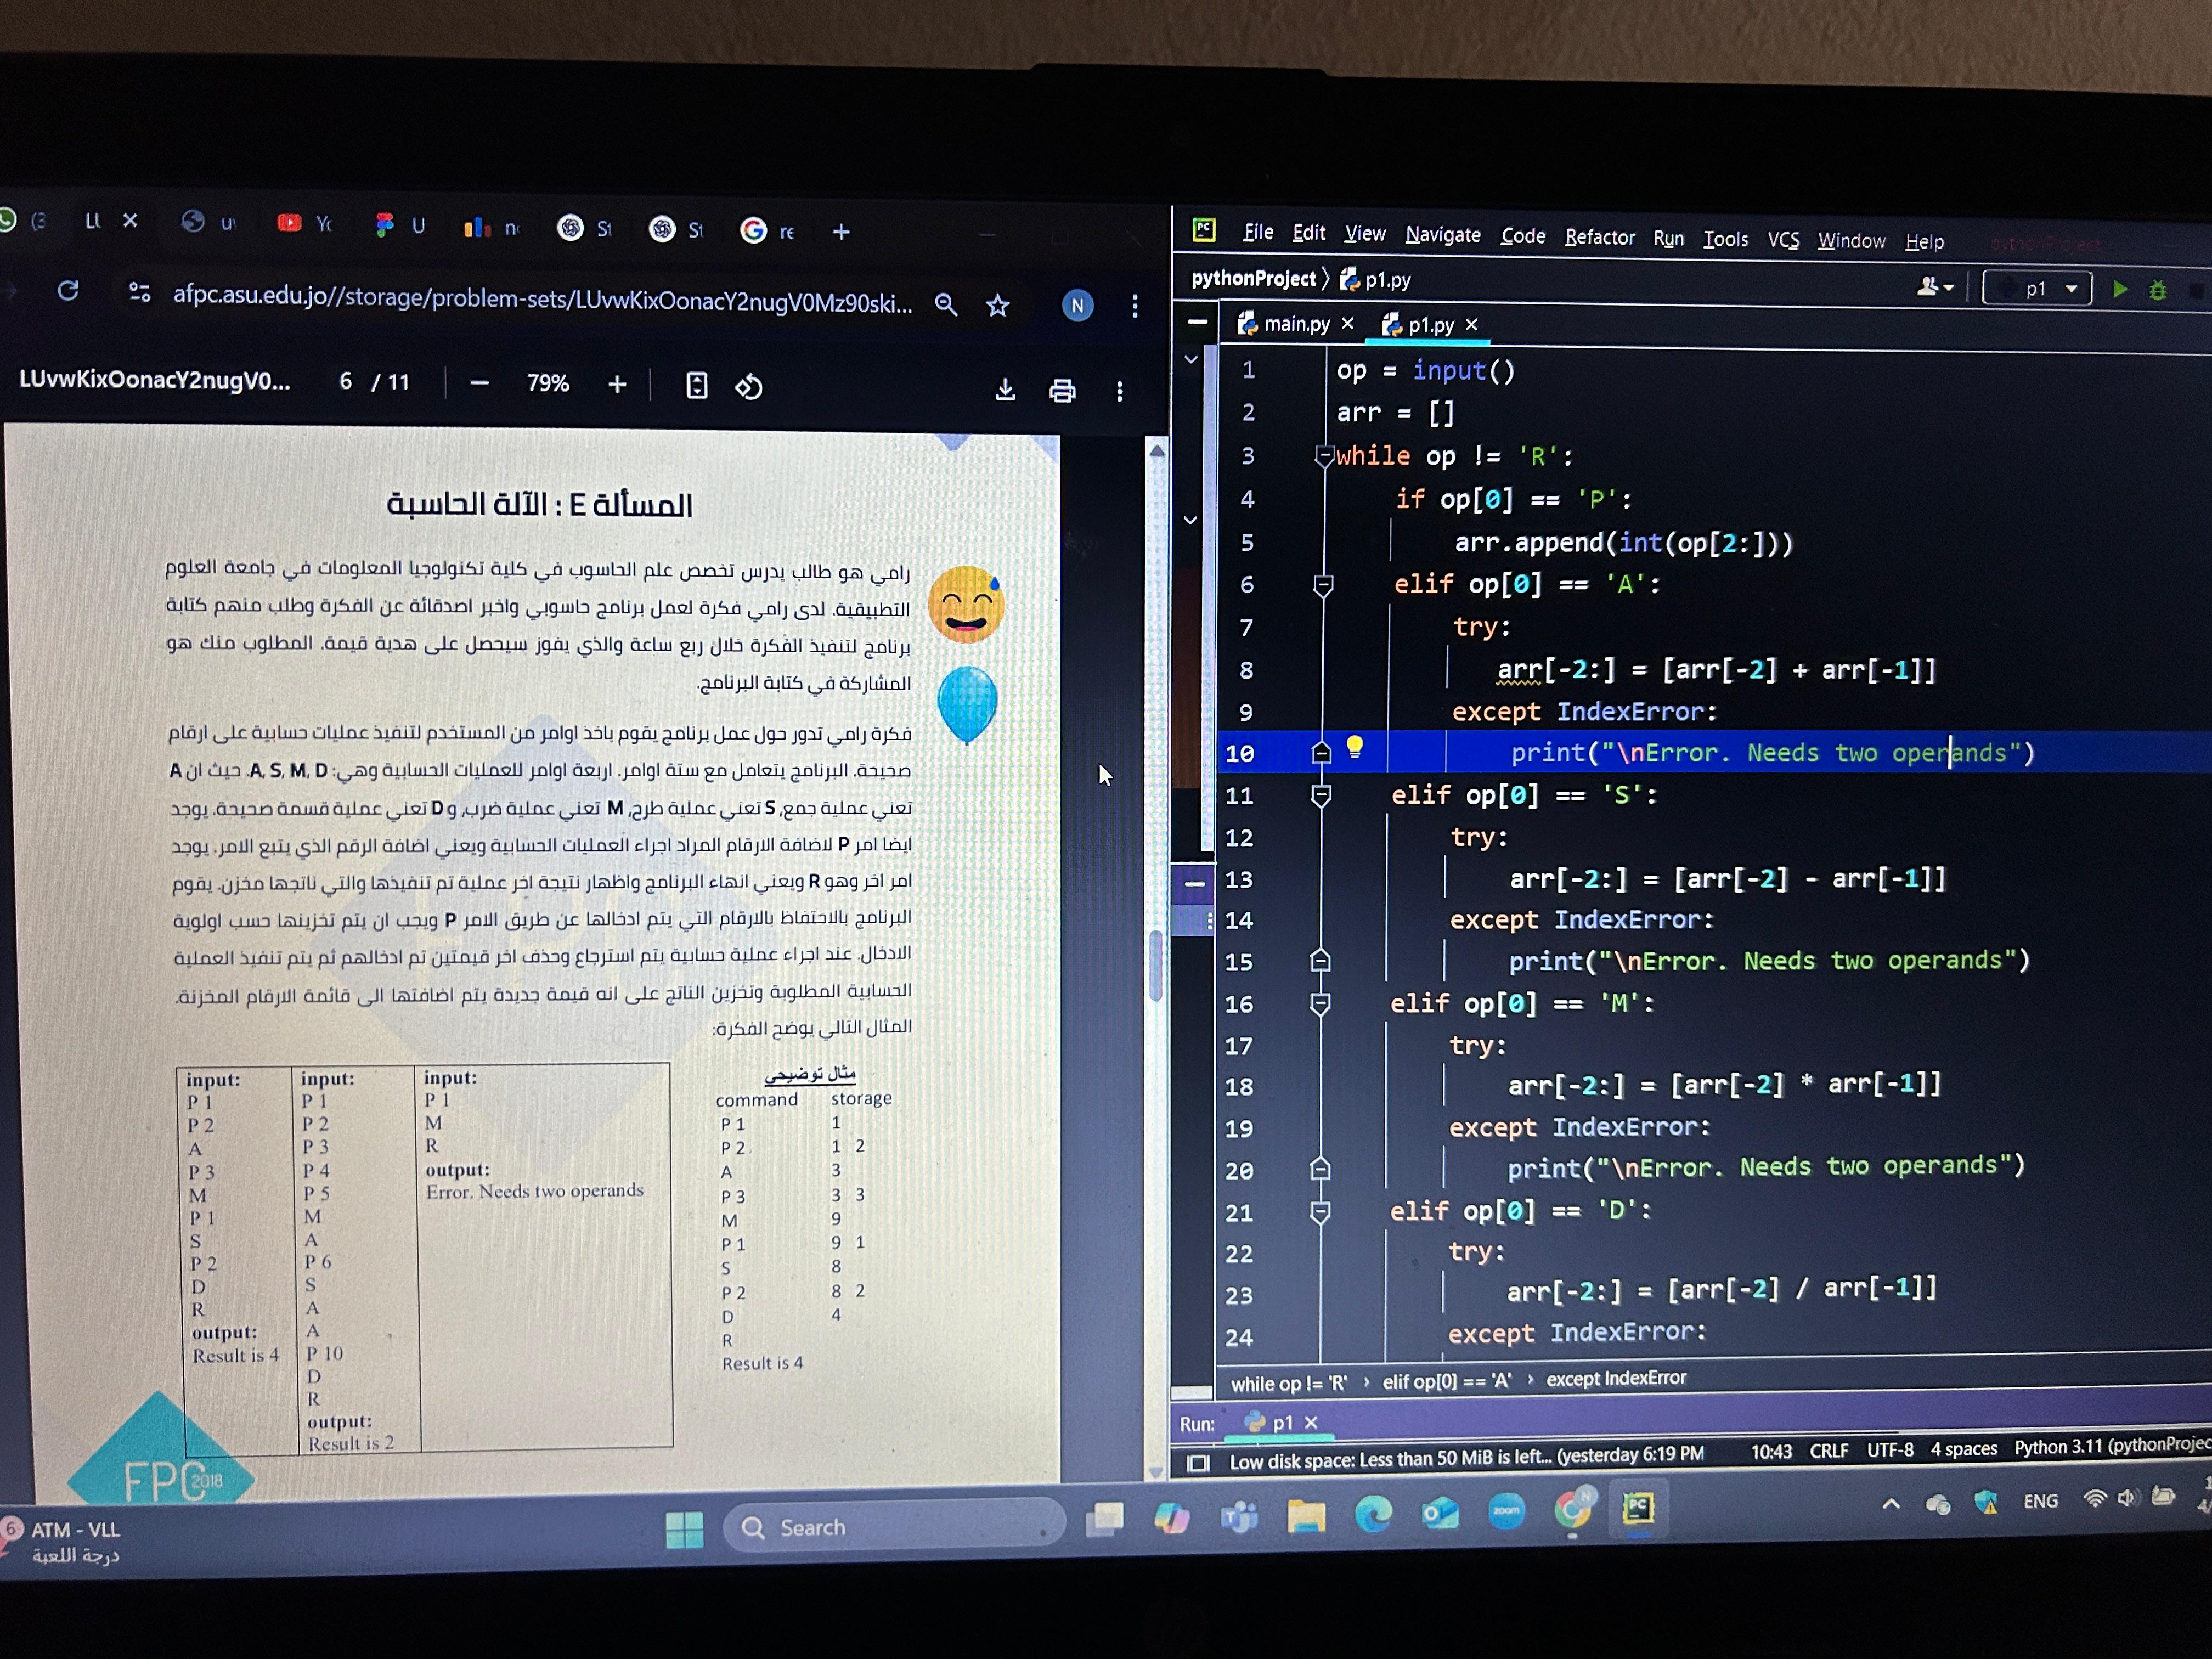 (3
LU
Yo
U
St
St
re
afpc.asu.edu.jo//storage/problem-sets/LUvwKixOonacY2nugV0Mz90ski...
N
LUvwKixOonacY2nugV0...
6 / 11
79%
المسألة E : الآلة الحاسبة
رامي هو طالب يدرس تخصص علم الحاسوب في كلية تكنولوجيا المعلومات في جامعة العلوم
التطبيقية. لدى رامي فكرة لعمل برنامج حاسوبي واخبر اصدقائة عن الفكرة وطلب منهم كتابة
برنامج لتنفيذ الفكرة خلال ربع ساعة والذي يفوز سيحصل على هدية قيمة. المطلوب منك هو
المشاركة في كتابة البرنامج.
فكرة رامي تدور حول عمل برنامج يقوم باخذ اوامر من المستخدم لتنفيذ عمليات حسابية على ارقام
صحيحة. البرنامج يتعامل مع ستة اوامر. اربعة اوامر للعمليات الحسابية وهي: A, S, M, D. حيث ان A
تعني عملية جمع, S تعني عملية طرح, M تعني عملية ضرب, و D تعني عملية قسمة صحيحة. يوجد
ايضا امر P لاضافة الارقام المراد اجراء العمليات الحسابية ويعني اضافة الرقم الذي يتبع الامر. يوجد
امر اخر وهو R ويعني انهاء البرنامج واظهار نتيجة اخر عملية تم تنفيذها والتي ناتجها مخزن. يقوم
البرنامج بالاحتفاظ بالارقام التي يتم ادخالها عن طريق الامر P ويجب ان يتم تخزينها حسب اولوية
الادخال. عند اجراء عملية حسابية يتم استرجاع وحذف اخر قيمتين تم ادخالهم ثم يتم تنفيذ العملية
الحسابية المطلوبة وتخزين الناتج على انه قيمة جديدة يتم اضافتها الى قائمة الارقام المخزنة.
المثال التالي يوضح الفكرة:
مثال توضيحي
command storage
P 1 1
P 2 1 2
A 3
P 3 3 3
M 9
P 1 9 1
S 8
P 2 8 2
D 4
R
Result is 4
input:
P 1
P 2
A
P 3
M
P 1
S
P 2
D
R
output:
Result is 4
input:
P 1
P 2
P 3
P 4
P 5
M
A
P 6
S
A
A
P 10
D
R
output:
Result is 2
input:
P 1
M
R
output:
Error. Needs two operands
FPC 2018
PC File Edit View Navigate Code Refactor Run Tools VCS Window Help
pythonProject p1.py
p1
main.py p1.py
1 op = input()
2 arr = []
3 while op != 'R':
4 if op[0] == 'P':
5 arr.append(int(op[2:]))
6 elif op[0] == 'A':
7 try:
8 arr[-2:] = [arr[-2] + arr[-1]]
9 except IndexError:
10 print("\nError. Needs two operands")
11 elif op[0] == 'S':
12 try:
13 arr[-2:] = [arr[-2] - arr[-1]]
14 except IndexError:
15 print("\nError. Needs two operands")
16 elif op[0] == 'M':
17 try:
18 arr[-2:] = [arr[-2] * arr[-1]]
19 except IndexError:
20 print("\nError. Needs two operands")
21 elif op[0] == 'D':
22 try:
23 arr[-2:] = [arr[-2] / arr[-1]]
24 except IndexError:
while op != 'R' › elif op[0] == 'A' › except IndexError
Run: p1
Low disk space: Less than 50 MiB is left... (yesterday 6:19 PM 10:43 CRLF UTF-8 4 spaces Python 3.11 (pythonProjec
6 ATM - VLL
درجة اللعبة
Search
zoom
PC
ENG